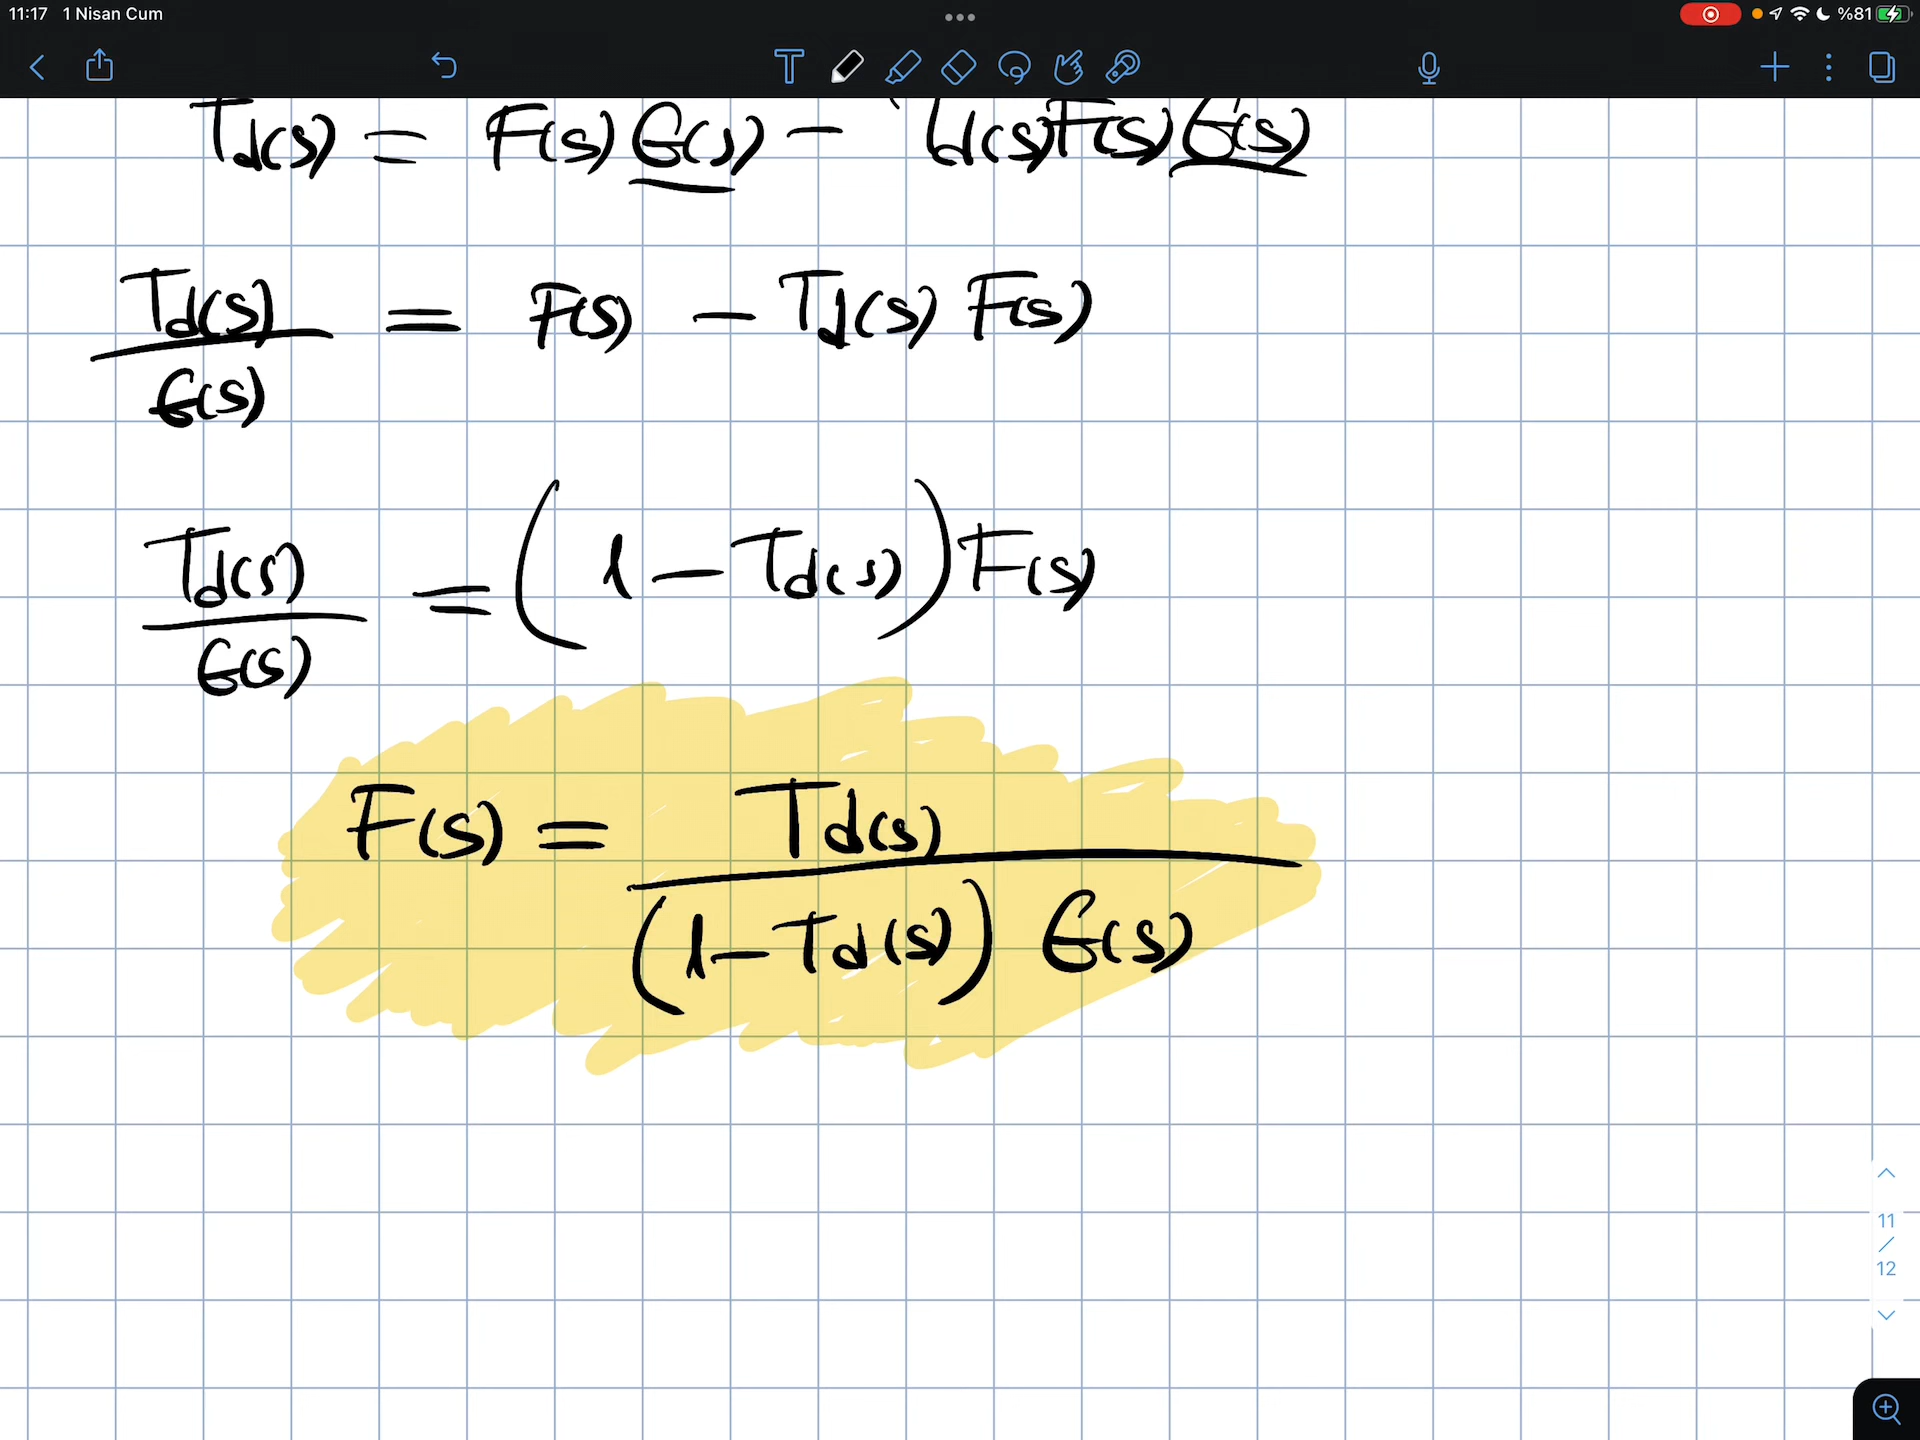 11:17 1 Nisan Cum %81
Td(s) = F(s) G(s) - Td(s) F(s) G(s)
Td(s) / G(s) = F(s) - Td(s) F(s)
Td(s) / G(s) = (1 - Td(s)) F(s)
F(s) = Td(s) / (1 - Td(s)) G(s)
11
/
12